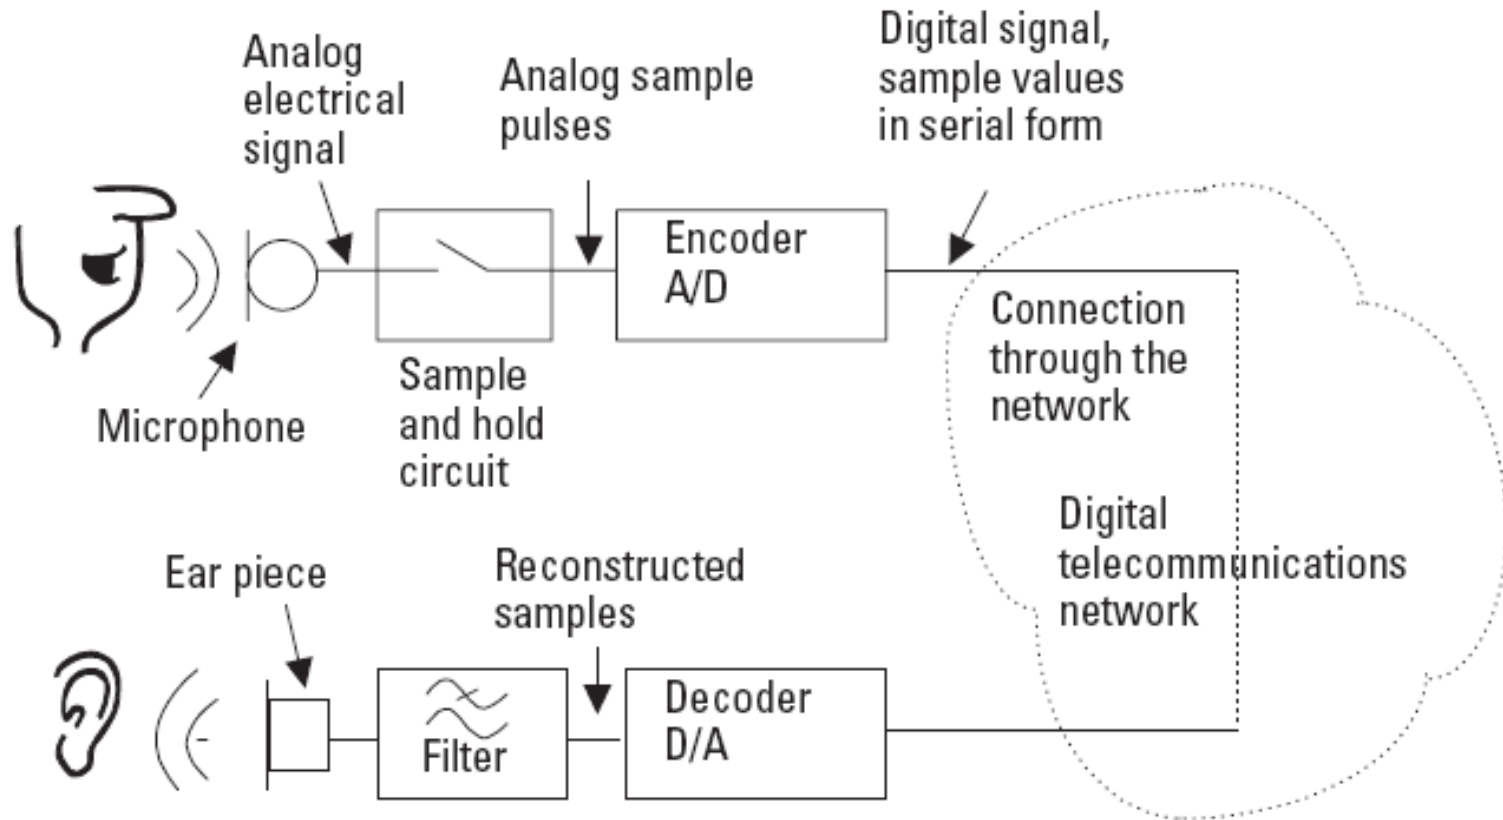 Analog
electrical
signal
Analog sample
pulses
Digital signal,
sample values
in serial form
Encoder
A/D
Microphone
Sample
and hold
circuit
Connection
through the
network
Digital
telecommunications
network
Ear piece
Reconstructed
samples
Filter
Decoder
D/A